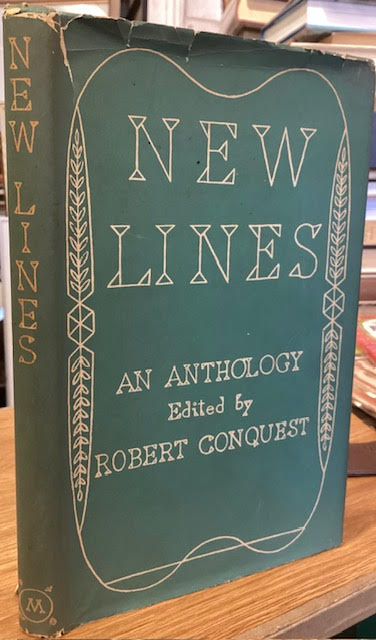 NEW LINES
NEW
LINES
AN ANTHOLOGY
Edited by
ROBERT CONQUEST
M